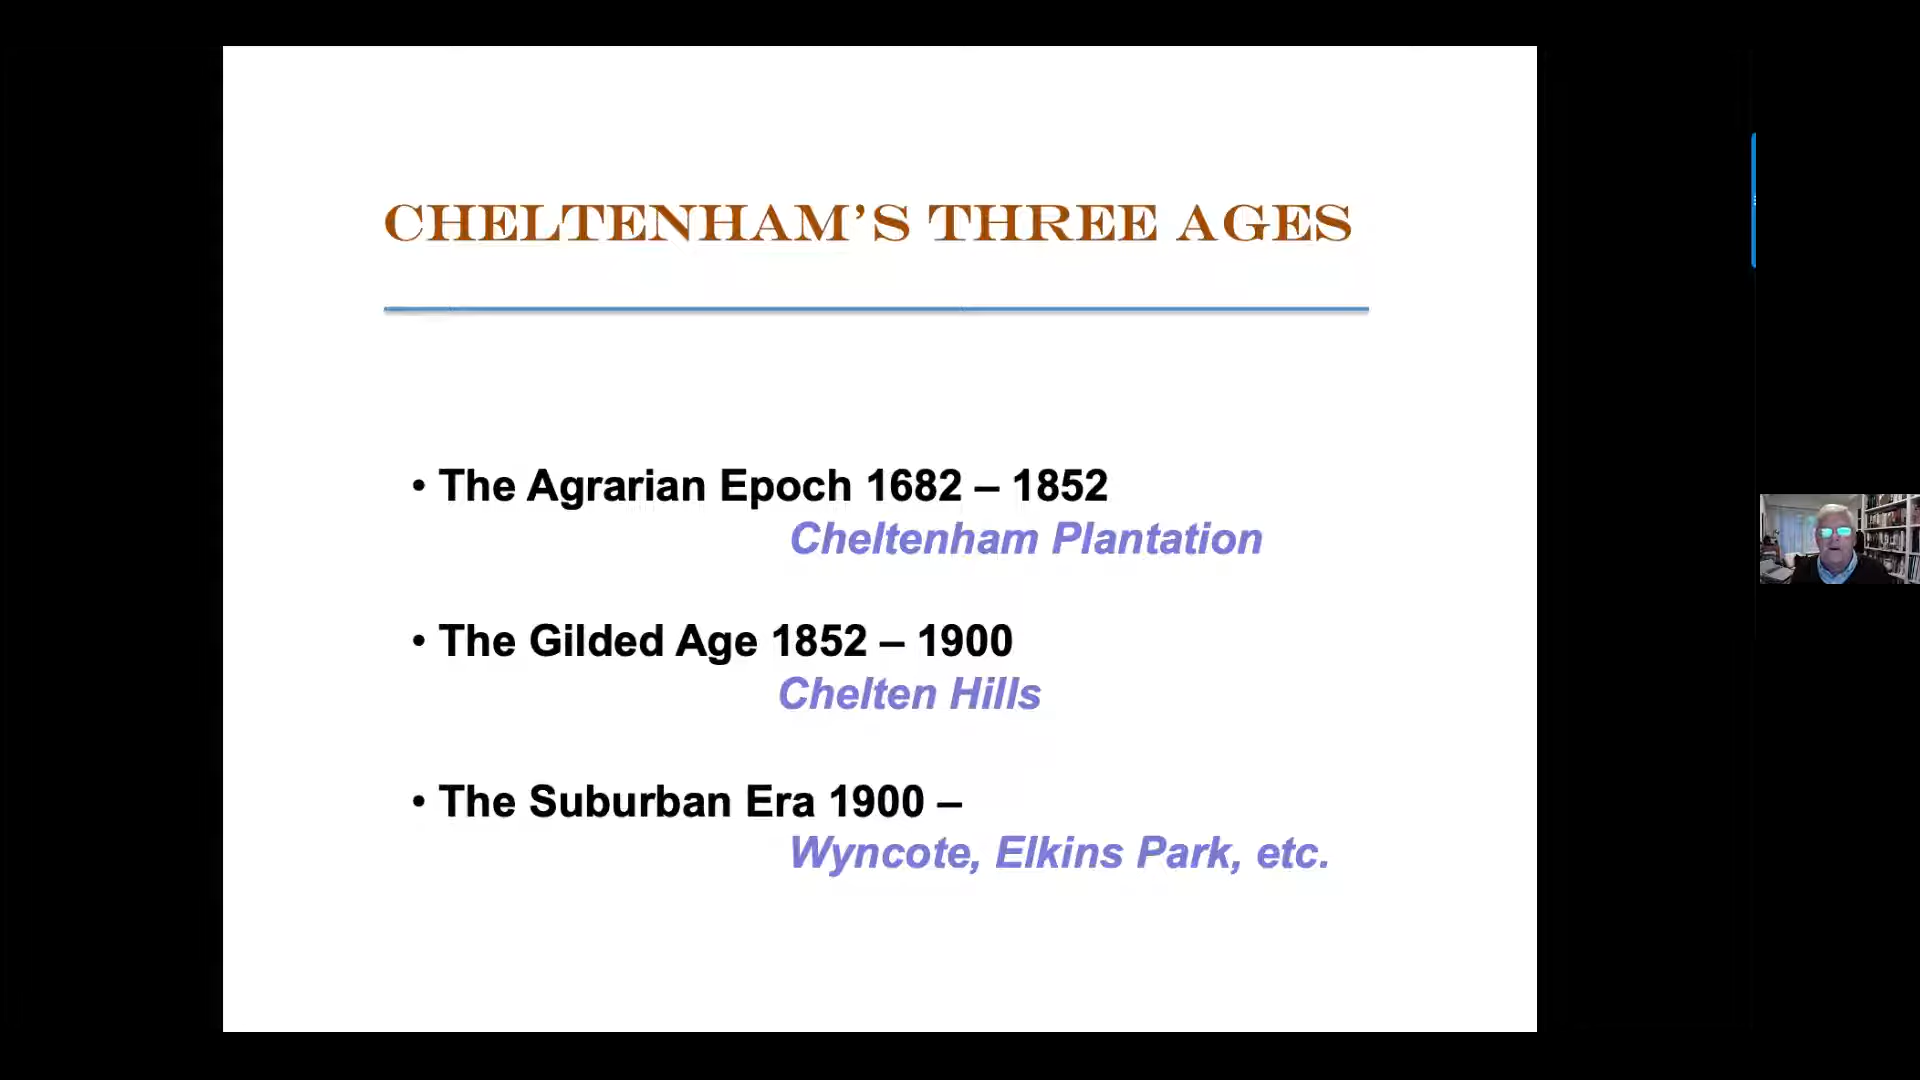 CHELTENHAM’S THREE AGES
• The Agrarian Epoch 1682 – 1852
Cheltenham Plantation
• The Gilded Age 1852 – 1900
Chelten Hills
• The Suburban Era 1900 –
Wyncote, Elkins Park, etc.